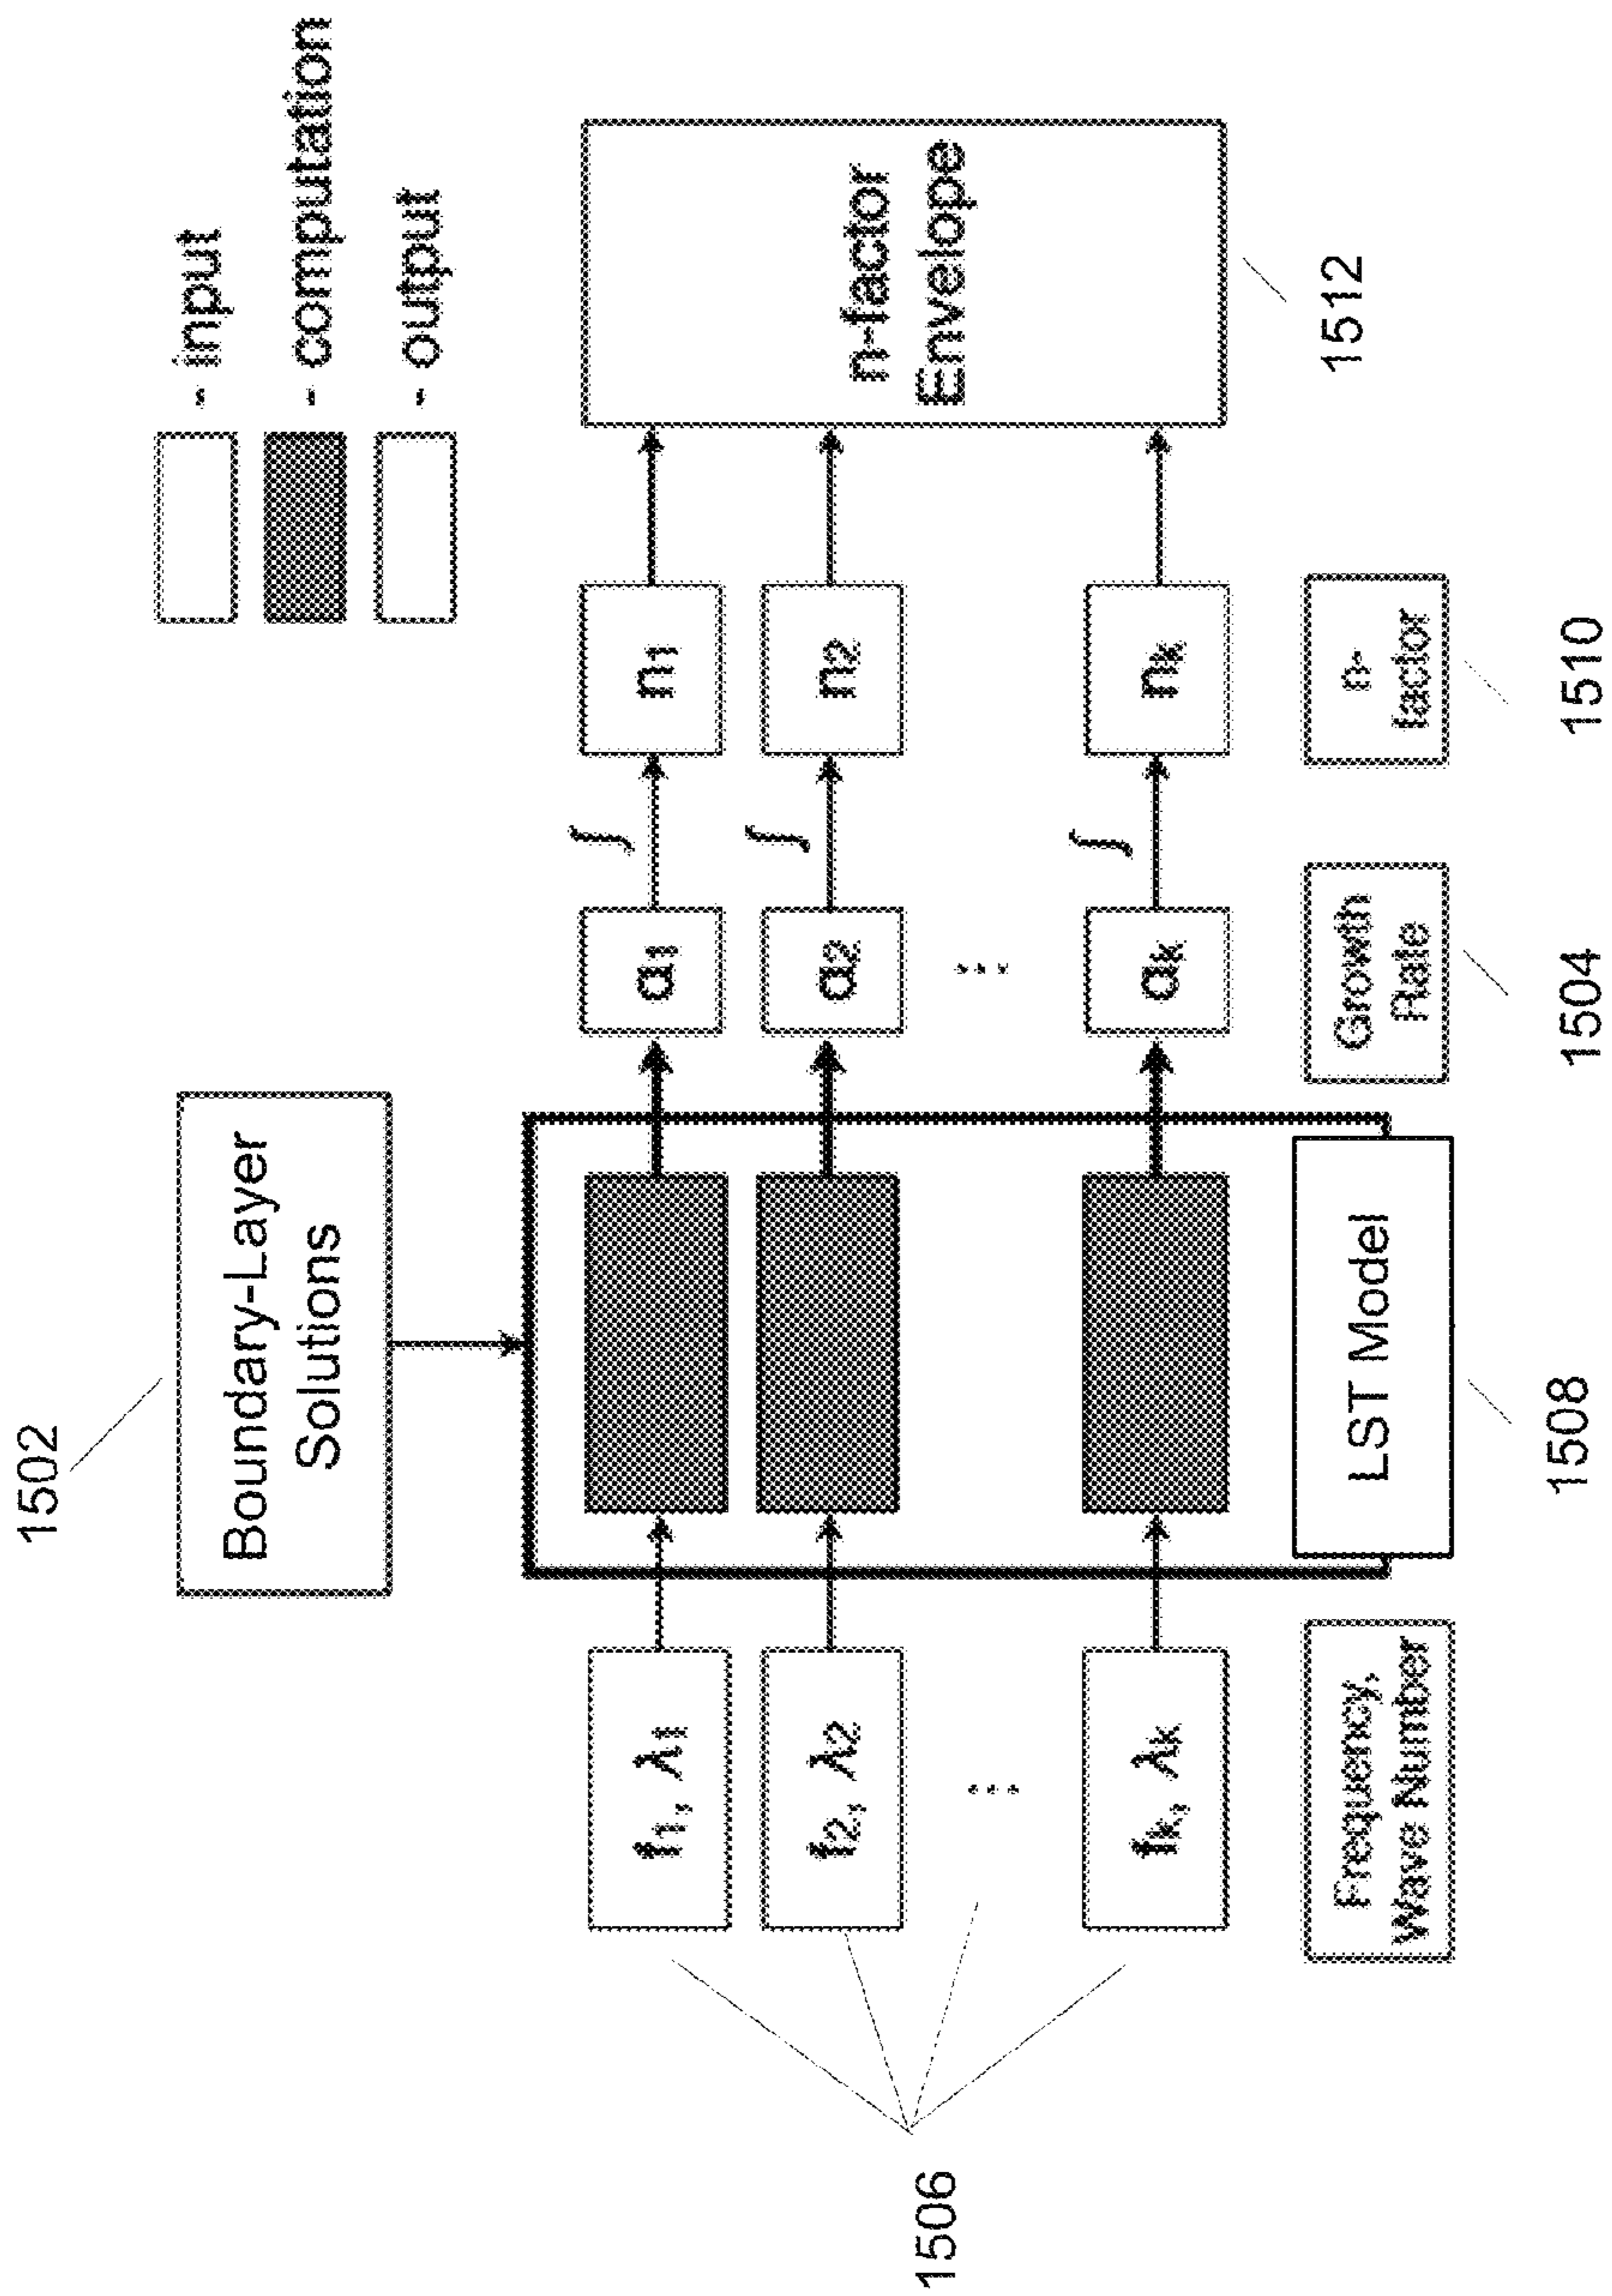 1502
Boundary-Layer
Solutions
- input
- computation
- output
f1, λ1
α1
∫
n1
f2, λ2
α2
∫
n2
n-factor
Envelope
...
...
fk, λk
αk
∫
nk
1506
1512
Frequency,
Wave Number
LST Model
Growth
Rate
n-
factor
1508
1504
1510